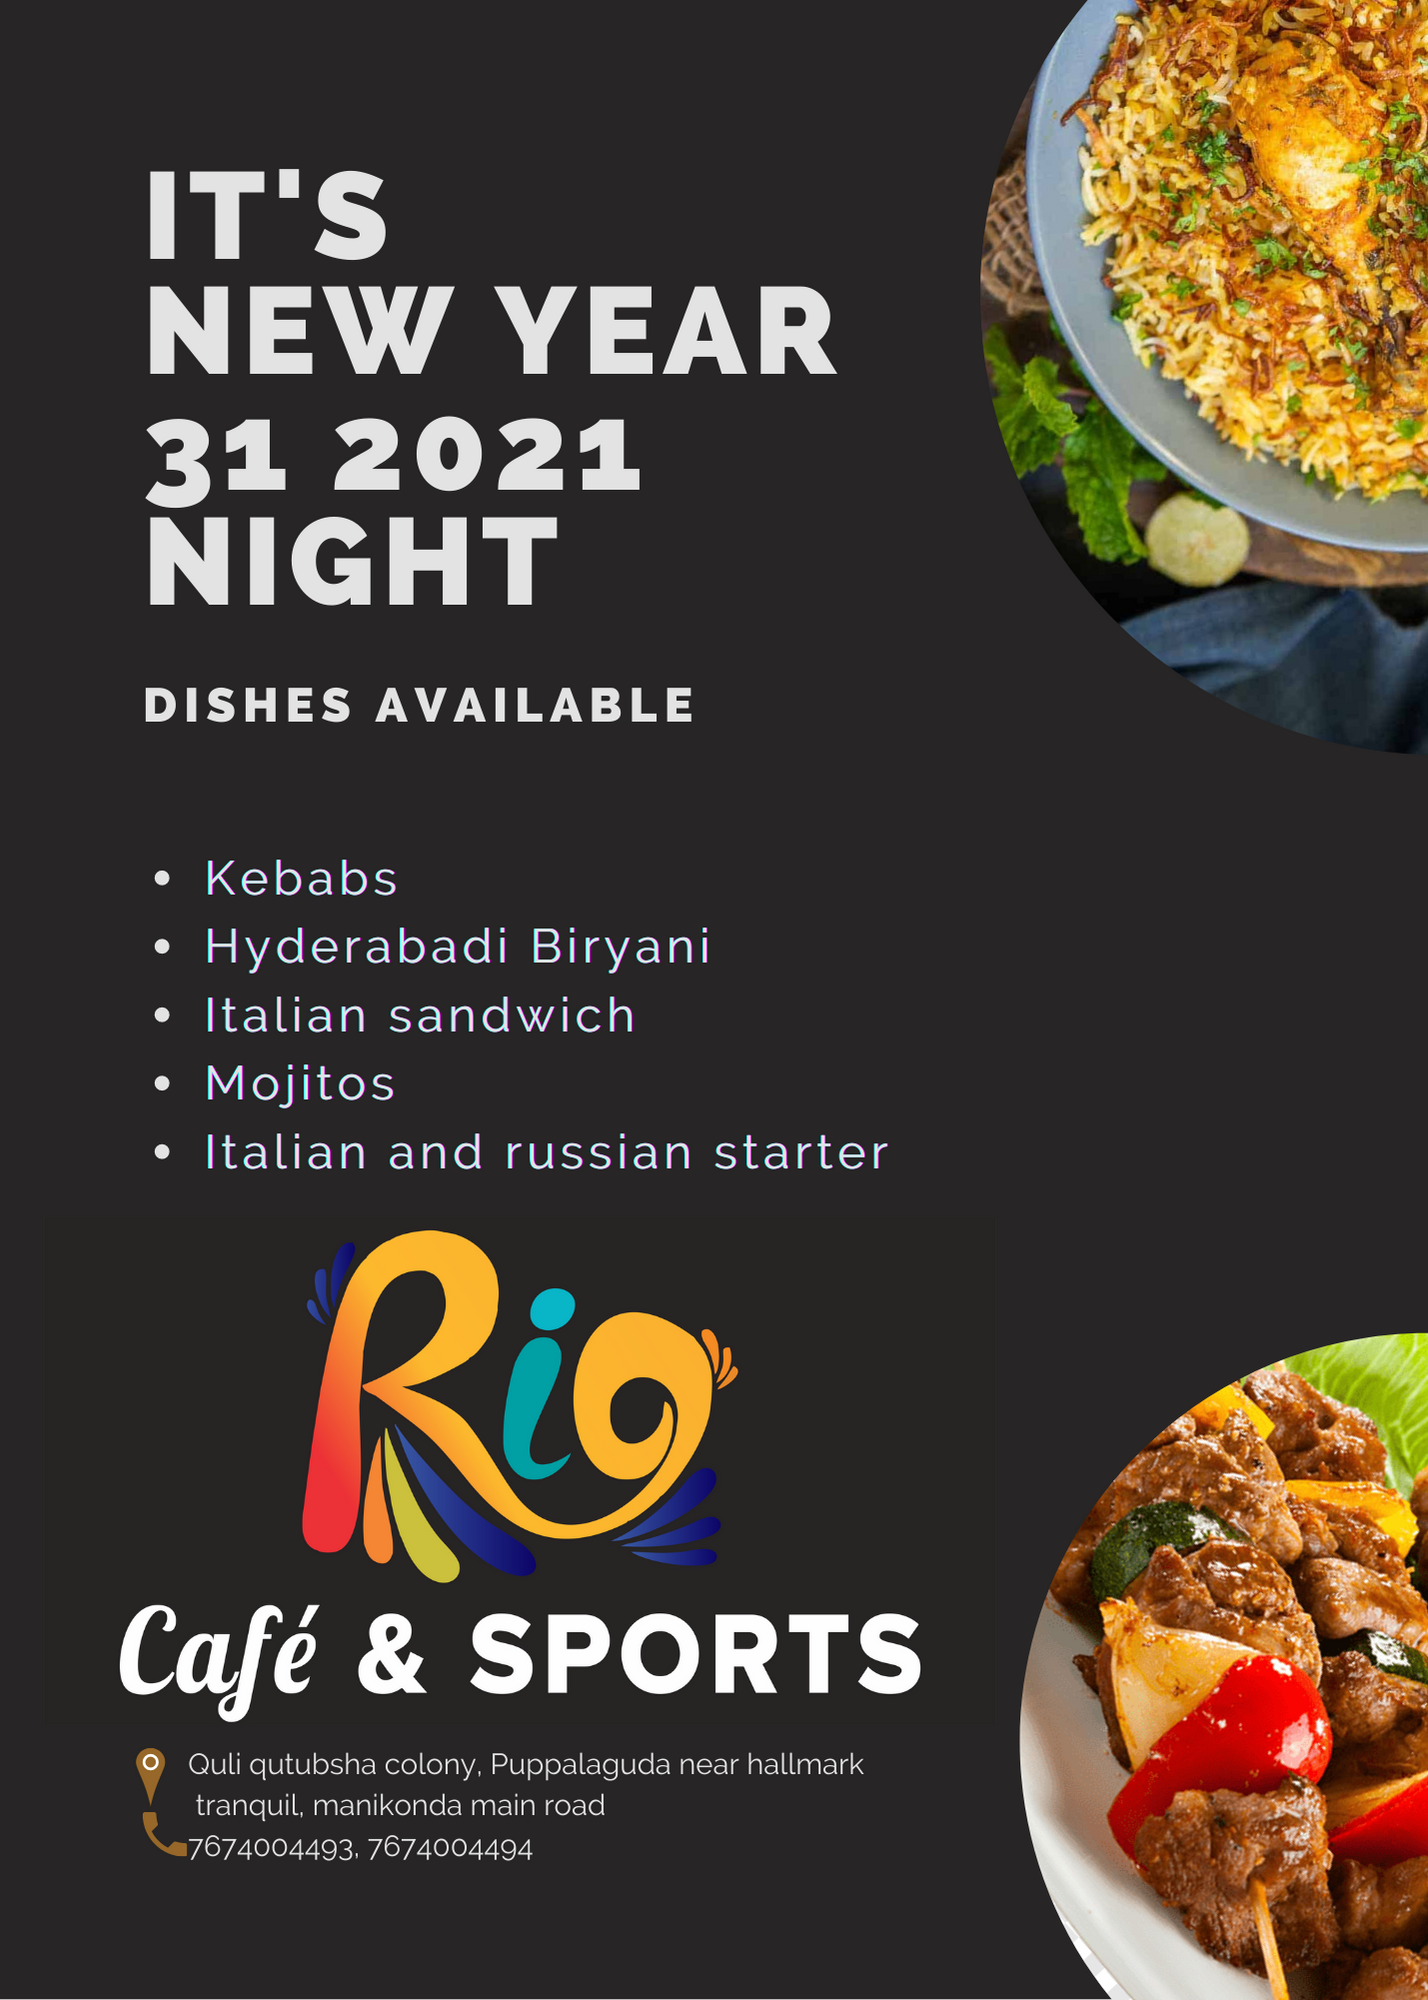 IT'S
NEW YEAR
31 2021
NIGHT
DISHES AVAILABLE
• Kebabs
• Hyderabadi Biryani
• Italian sandwich
• Mojitos
• Italian and russian starter
Rio
Café & SPORTS
Quli qutubsha colony, Puppalaguda near hallmark
tranquil, manikonda main road
7674004493, 7674004494